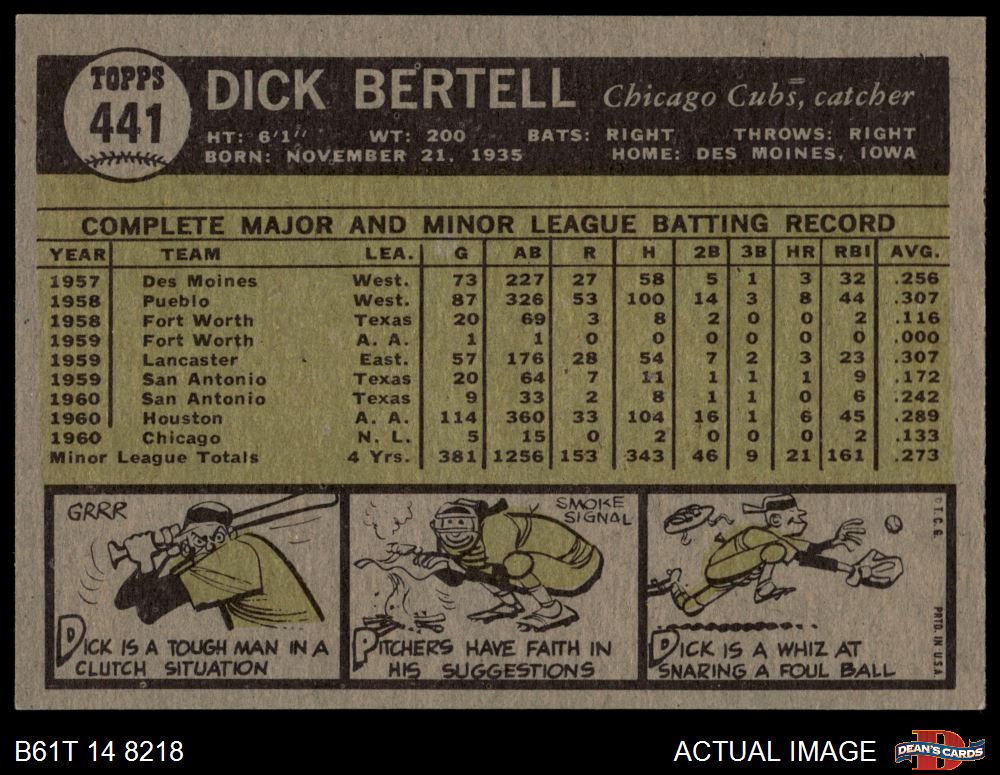 TOPPS
441
DICK BERTELL Chicago Cubs, catcher
HT: 6'1" WT: 200 BATS: RIGHT THROWS: RIGHT
BORN: NOVEMBER 21, 1935 HOME: DES MOINES, IOWA
COMPLETE MAJOR AND MINOR LEAGUE BATTING RECORD
YEAR TEAM LEA. G AB R H 2B 3B HR RBI AVG.
1957 Des Moines West. 73 227 27 58 5 1 3 32 .256
1958 Pueblo West. 87 326 53 100 14 3 8 44 .307
1958 Fort Worth Texas 20 69 3 8 2 0 0 2 .116
1959 Fort Worth A. A. 1 1 0 0 0 0 0 0 .000
1959 Lancaster East. 57 176 28 54 7 2 3 23 .307
1959 San Antonio Texas 20 64 7 11 1 1 1 9 .172
1960 San Antonio Texas 9 33 2 8 1 1 0 6 .242
1960 Houston A. A. 114 360 33 104 16 1 6 45 .289
1960 Chicago N. L. 5 15 0 2 0 0 0 2 .133
Minor League Totals 4 Yrs. 381 1256 153 343 46 9 21 161 .273
GRRR
DICK IS A TOUGH MAN IN A
CLUTCH SITUATION
SMOKE
SIGNAL
PITCHERS HAVE FAITH IN
HIS SUGGESTIONS
DICK IS A WHIZ AT
SNARING A FOUL BALL
© T.C.G.
PRTD. IN U.S.A.
B61T 14 8218
ACTUAL IMAGE
D
DEAN'S CARDS